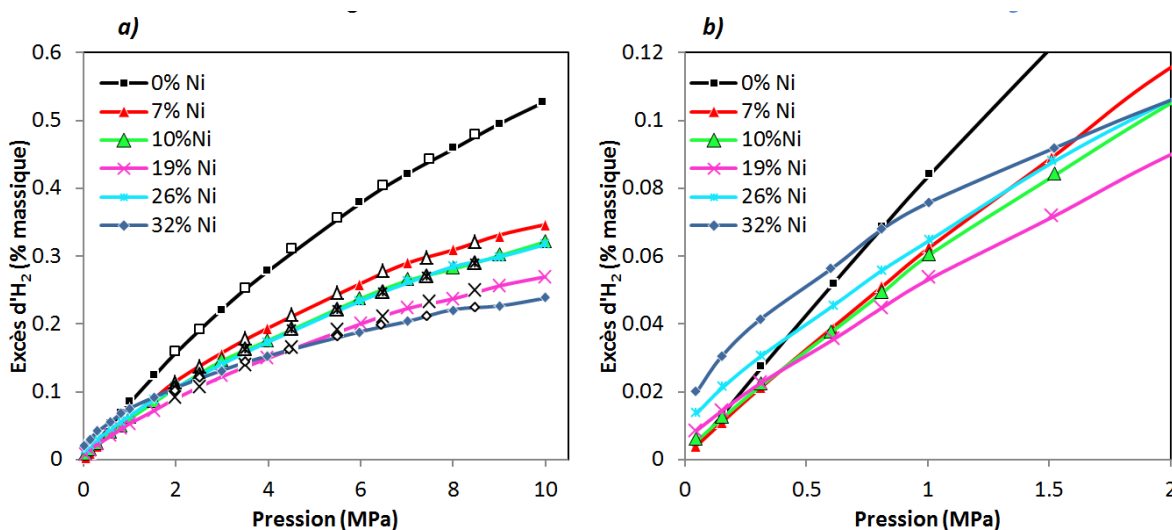 a)
Excès d'H2 (% massique)
0.6
0.5
0.4
0.3
0.2
0.1
0
0% Ni
7% Ni
10%Ni
19% Ni
26% Ni
32% Ni
0 2 4 6 8 10
Pression (MPa)
b)
Excès d'H2 (% massique)
0.12
0.1
0.08
0.06
0.04
0.02
0
0% Ni
7% Ni
10%Ni
19% Ni
26% Ni
32% Ni
0 0.5 1 1.5 2
Pression (MPa)